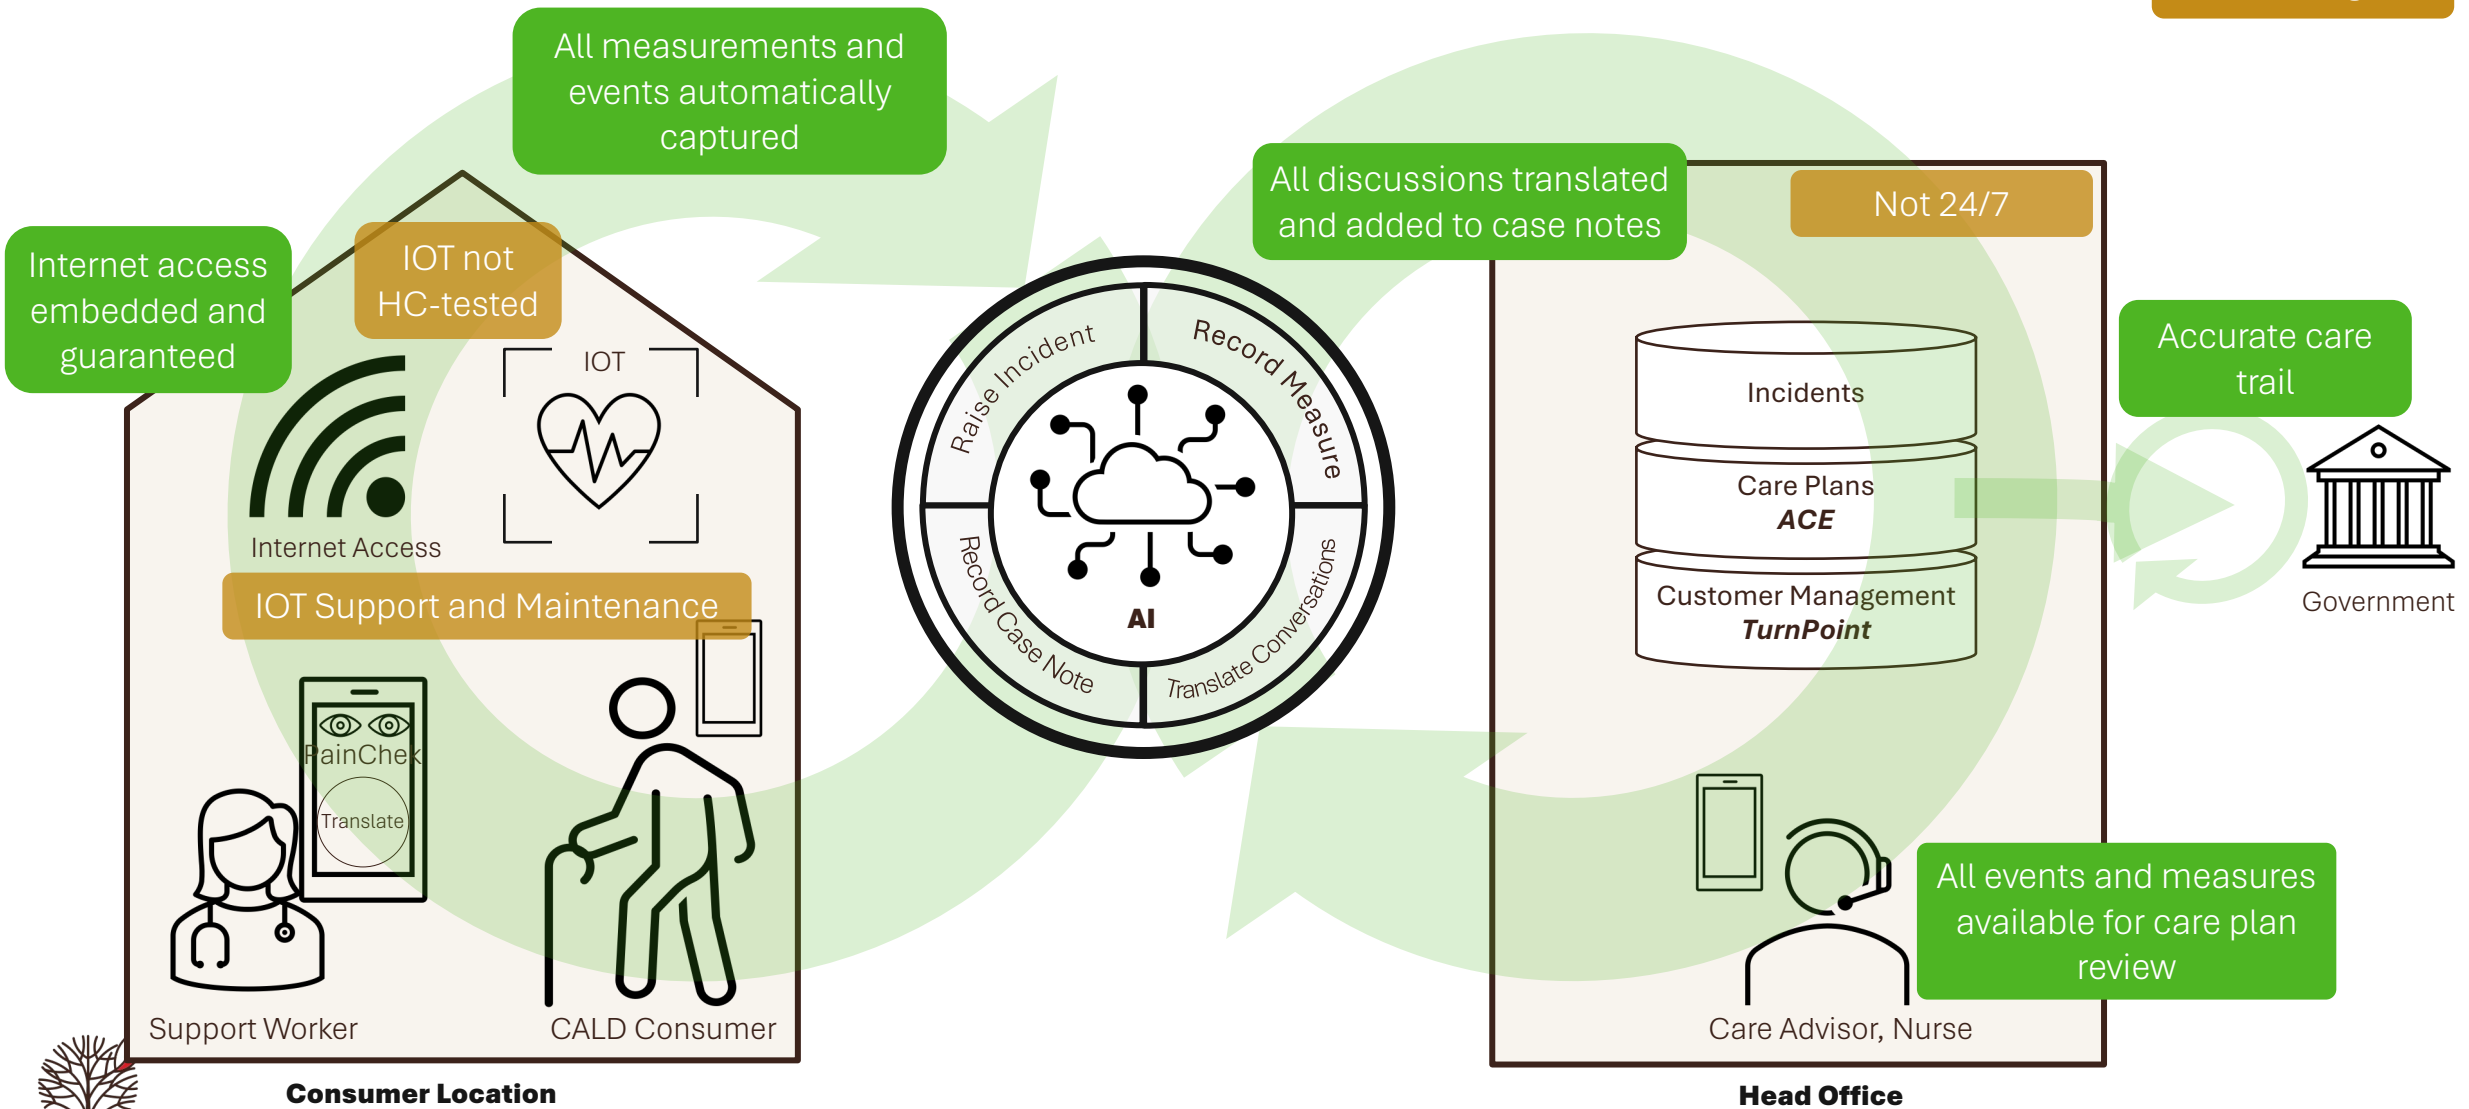 All measurements and
events automatically
captured
All discussions translated
and added to case notes
Not 24/7
Internet access
embedded and
guaranteed
IOT not
HC-tested
IOT
Internet Access
IOT Support and Maintenance
PainChek
Translate
Support Worker
CALD Consumer
Consumer Location
Raise Incident
Record Measure
Record Case Note
Translate Conversations
AI
Incidents
Care Plans
ACE
Customer Management
TurnPoint
Accurate care
trail
Government
All events and measures
available for care plan
review
Care Advisor, Nurse
Head Office